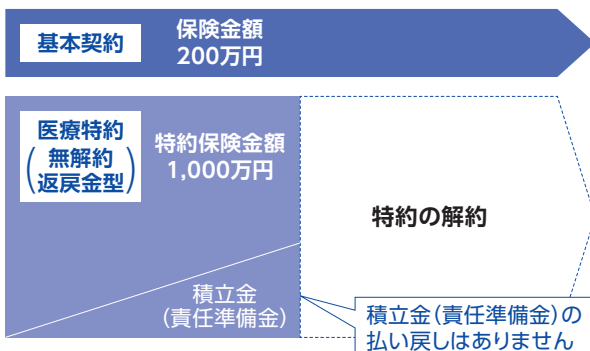 基本契約
保険金額
200万円
医療特約
(無解約
返戻金型)
特約保険金額
1,000万円
積立金
(責任準備金)
特約の解約
積立金(責任準備金)の
払い戻しはありません